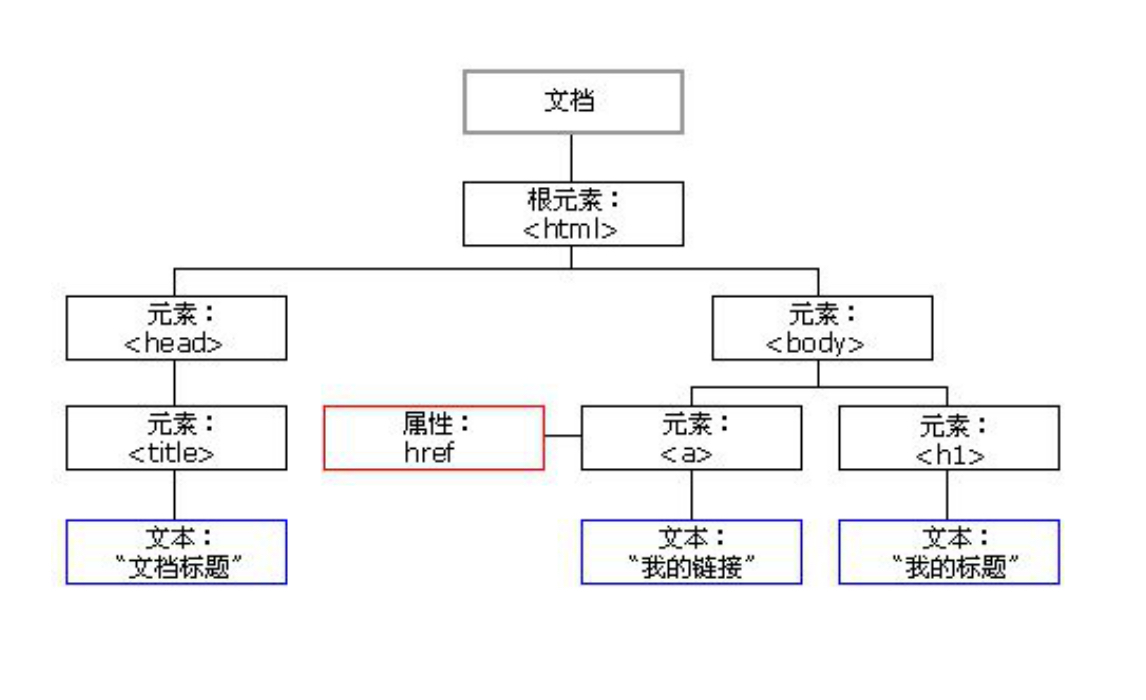 文档
根元素：
<html>
元素：
<head>
元素：
<body>
元素：
<title>
属性：
href
元素：
<a>
元素：
<h1>
文本：
“文档标题”
文本：
“我的链接”
文本：
“我的标题”